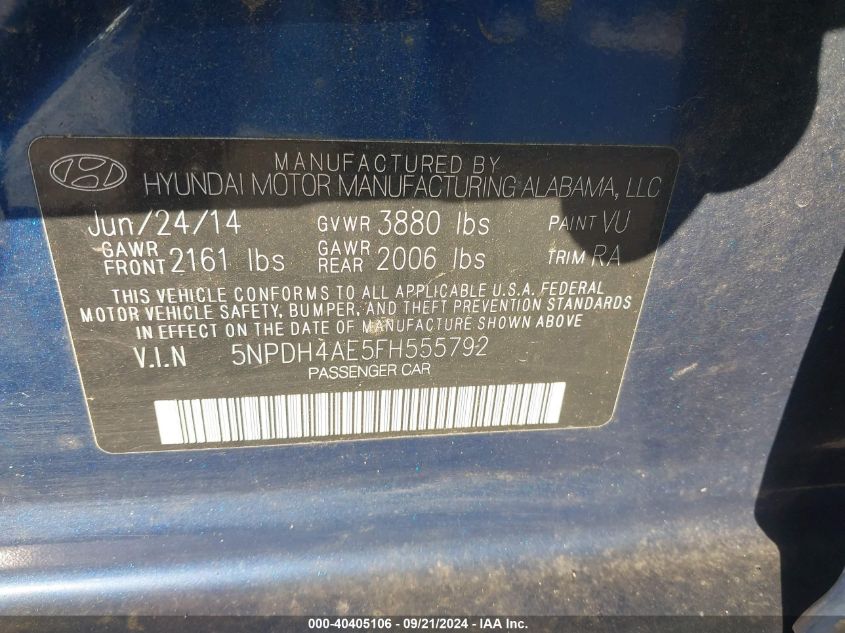 MANUFACTURED BY
HYUNDAI MOTOR MANUFACTURING ALABAMA, LLC
Jun/24/14 GVWR 3880 lbs PAINT VU
GAWR FRONT 2161 lbs GAWR REAR 2006 lbs TRIM RA
THIS VEHICLE CONFORMS TO ALL APPLICABLE U.S.A. FEDERAL
MOTOR VEHICLE SAFETY, BUMPER, AND THEFT PREVENTION STANDARDS
IN EFFECT ON THE DATE OF MANUFACTURE SHOWN ABOVE
V.I.N 5NPDH4AE5FH555792
PASSENGER CAR
000-40405106 - 09/21/2024 - IAA, Inc.